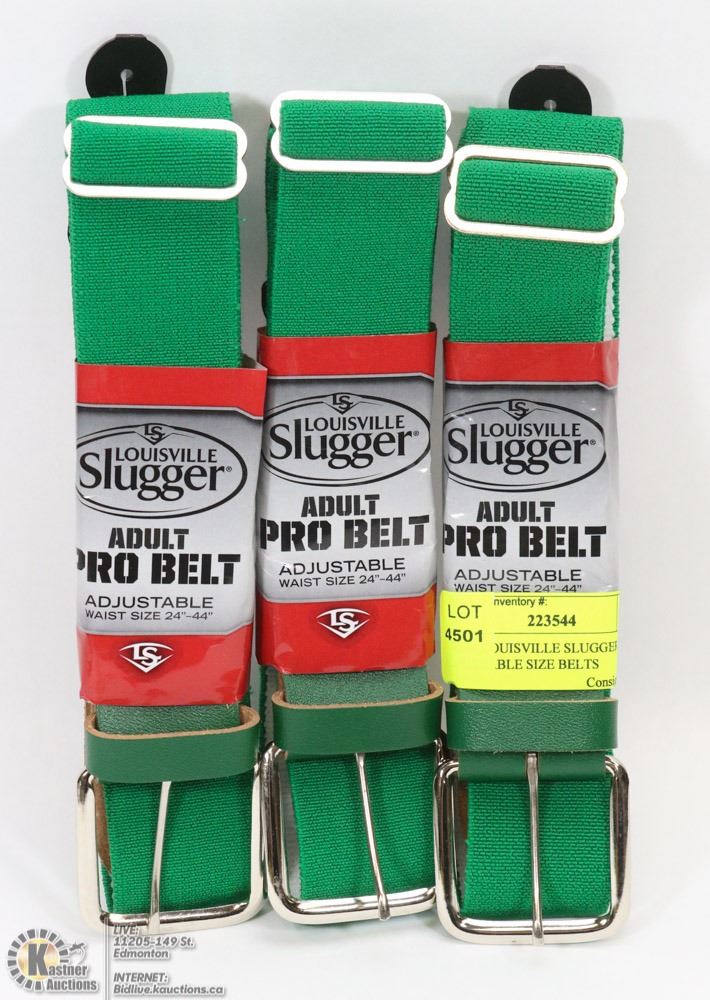 LS
LOUISVILLE
Slugger®
ADULT
PRO BELT
ADJUSTABLE
WAIST SIZE 24"-44"
LS
LS
LOUISVILLE
Slugger®
ADULT
PRO BELT
ADJUSTABLE
WAIST SIZE 24"-44"
LS
LS
LOUISVILLE
Slugger®
ADULT
PRO BELT
ADJUSTABLE
WAIST SIZE 24"-44"
LOT
4501
nventory #:
223544
OUISVILLE SLUGGER
BLE SIZE BELTS
Consi
K
Kastner
Auctions
LIVE:
11205-149 St.
Edmonton
INTERNET:
Bidlive.kauctions.ca